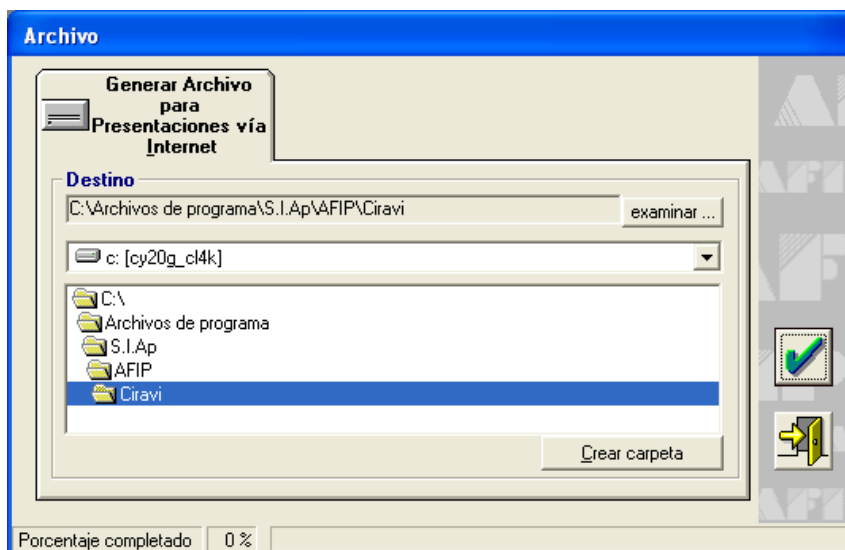 Archivo
Generar Archivo
para
Presentaciones vía
Internet
Destino
C:\Archivos de programa\S.I.Ap\AFIP\Ciravi
examinar ...
c: [cy20g_cl4k]
C:\
Archivos de programa
S.I.Ap
AFIP
Ciravi
Crear carpeta
Porcentaje completado 0 %